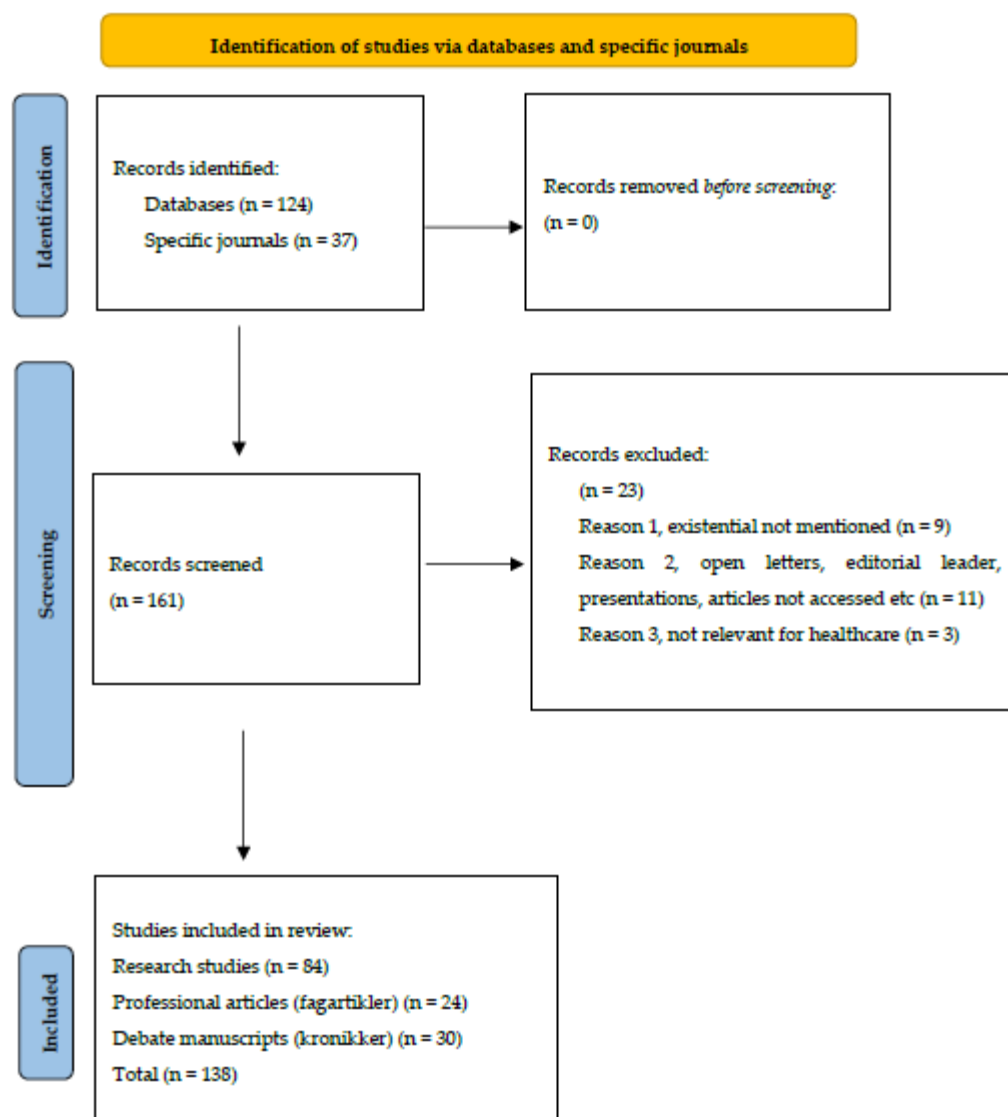 Identification of studies via databases and specific journals
Identification
Records identified:
Databases (n = 124)
Specific journals (n = 37)
Records removed before screening:
(n = 0)
Screening
Records screened
(n = 161)
Records excluded:
(n = 23)
Reason 1, existential not mentioned (n = 9)
Reason 2, open letters, editorial leader,
presentations, articles not accessed etc (n = 11)
Reason 3, not relevant for healthcare (n = 3)
Included
Studies included in review:
Research studies (n = 84)
Professional articles (fagartikler) (n = 24)
Debate manuscripts (kronikker) (n = 30)
Total (n = 138)